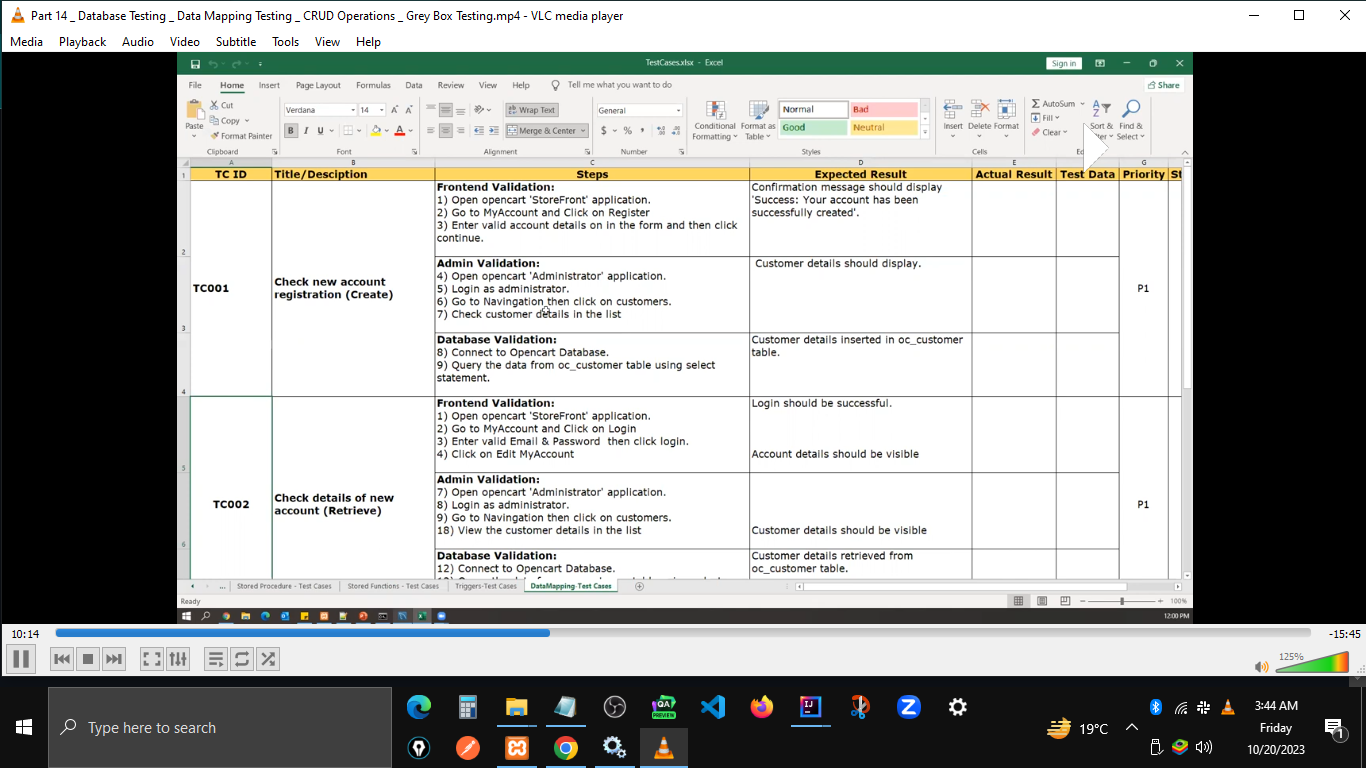 Part 14 _ Database Testing _ Data Mapping Testing _ CRUD Operations _ Grey Box Testing.mp4 - VLC media player
Media Playback Audio Video Subtitle Tools View Help
TestCases.xlsx - Excel
Sign in
File Home Insert Page Layout Formulas Data Review View Help Tell me what you want to do
Share
Paste
Cut
Copy
Format Painter
Clipboard
Verdana 14
B I U
Font
Wrap Text
Merge & Center
Alignment
General
$ %
Number
Conditional Formatting
Format as Table
Normal Bad
Good Neutral
Styles
Insert Delete Format
Cells
AutoSum
Fill
Clear
Sort &
Find & Select
A B C D E F G
1 TC ID Title/Desciption Steps Expected Result Actual Result Test Data Priority St
2
3
4
TC001
Check new account
registration (Create)
Frontend Validation:
1) Open opencart 'StoreFront' application.
2) Go to MyAccount and Click on Register
3) Enter valid account details on in the form and then click
continue.
Confirmation message should display
'Success: Your account has been
successfully created'.
Admin Validation:
4) Open opencart 'Administrator' application.
5) Login as administrator.
6) Go to Navingation then click on customers.
7) Check customer details in the list
Customer details should display.
Database Validation:
8) Connect to Opencart Database.
9) Query the data from oc_customer table using select
statement.
Customer details inserted in oc_customer
table.
P1
5
6
TC002
Check details of new
account (Retrieve)
Frontend Validation:
1) Open opencart 'StoreFront' application.
2) Go to MyAccount and Click on Login
3) Enter valid Email & Password then click login.
4) Click on Edit MyAccount
Login should be successful.
Account details should be visible
Admin Validation:
7) Open opencart 'Administrator' application.
8) Login as administrator.
9) Go to Navingation then click on customers.
18) View the customer details in the list
Customer details should be visible
Database Validation:
12) Connect to Opencart Database.
Customer details retrieved from
oc_customer table.
P1
... Stored Procedure - Test Cases Stored Functions - Test Cases Triggers-Test Cases DataMapping-Test Cases
Ready
100%
12:00 PM
10:14
-15:45
125%
Type here to search
QA
PREVIEW
IJ
19°C
3:44 AM
Friday
10/20/2023
1